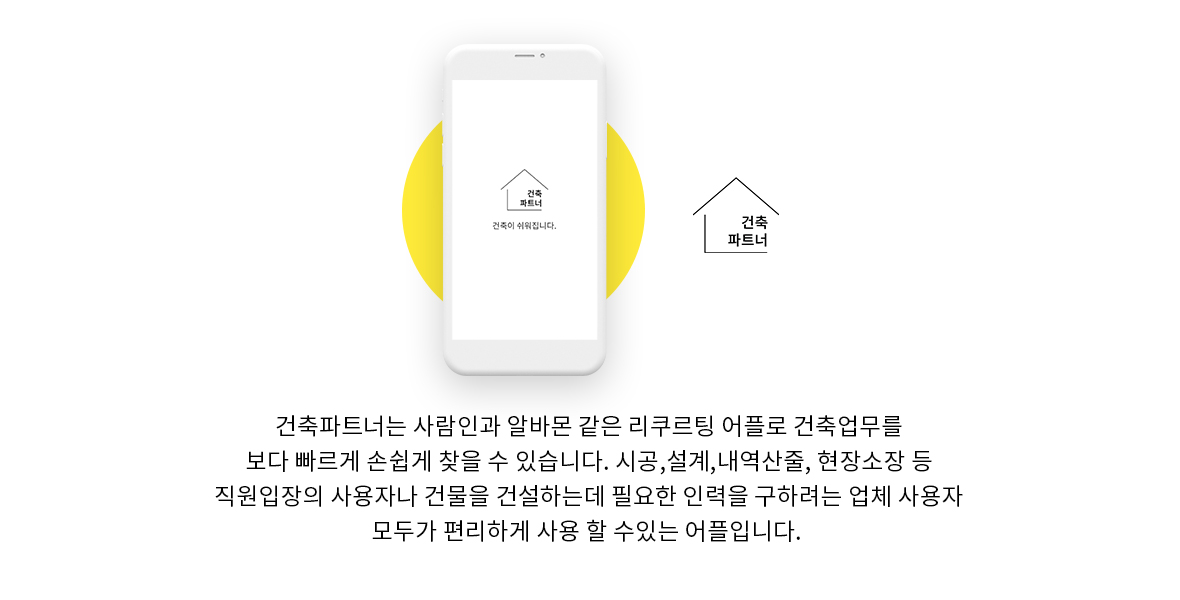 건축
파트너
건축이 쉬워집니다.
건축
파트너
건축파트너는 사람인과 알바몬 같은 리쿠르팅 어플로 건축업무를
보다 빠르게 손쉽게 찾을 수 있습니다. 시공,설계,내역산줄, 현장소장 등
직원입장의 사용자나 건물을 건설하는데 필요한 인력을 구하려는 업체 사용자
모두가 편리하게 사용 할 수있는 어플입니다.